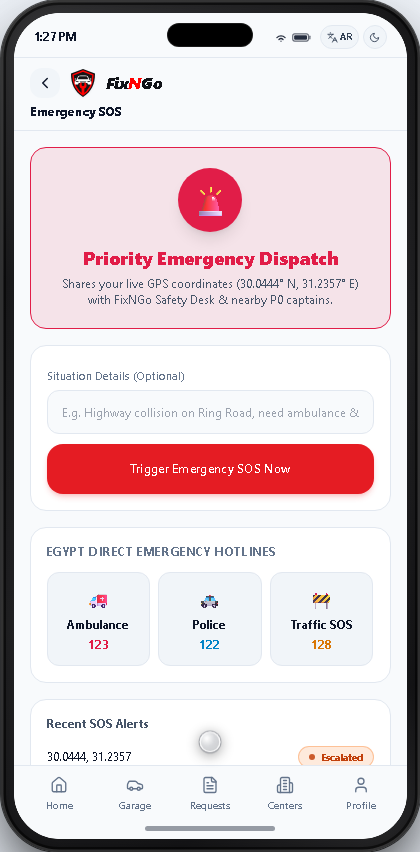 1:27 PM
AR
FixNGo
Emergency SOS
Priority Emergency Dispatch
Shares your live GPS coordinates (30.0444° N, 31.2357° E)
with FixNGo Safety Desk & nearby P0 captains.
Situation Details (Optional)
E.g. Highway collision on Ring Road, need ambulance &
Trigger Emergency SOS Now
EGYPT DIRECT EMERGENCY HOTLINES
Ambulance
123
Police
122
Traffic SOS
128
Recent SOS Alerts
30.0444, 31.2357
Escalated
Home
Garage
Requests
Centers
Profile